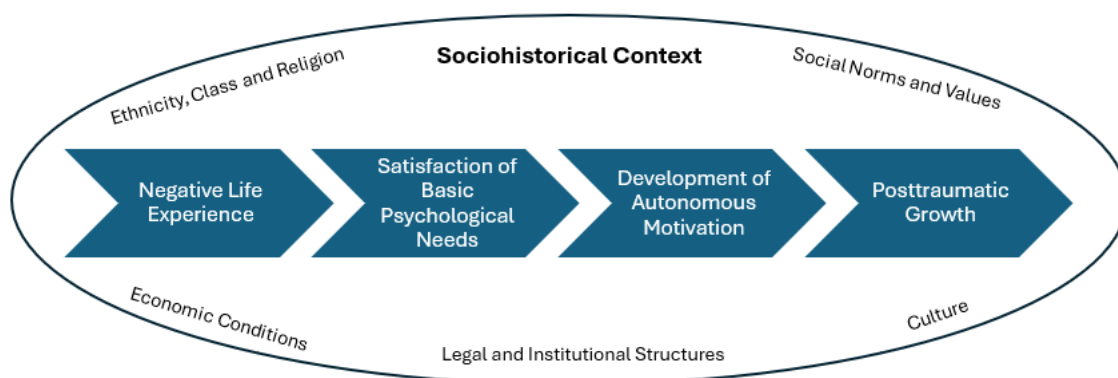 Sociohistorical Context
Ethnicity, Class and Religion
Social Norms and Values
Negative Life
Experience
Satisfaction of
Basic
Psychological
Needs
Development of
Autonomous
Motivation
Posttraumatic
Growth
Economic Conditions
Legal and Institutional Structures
Culture